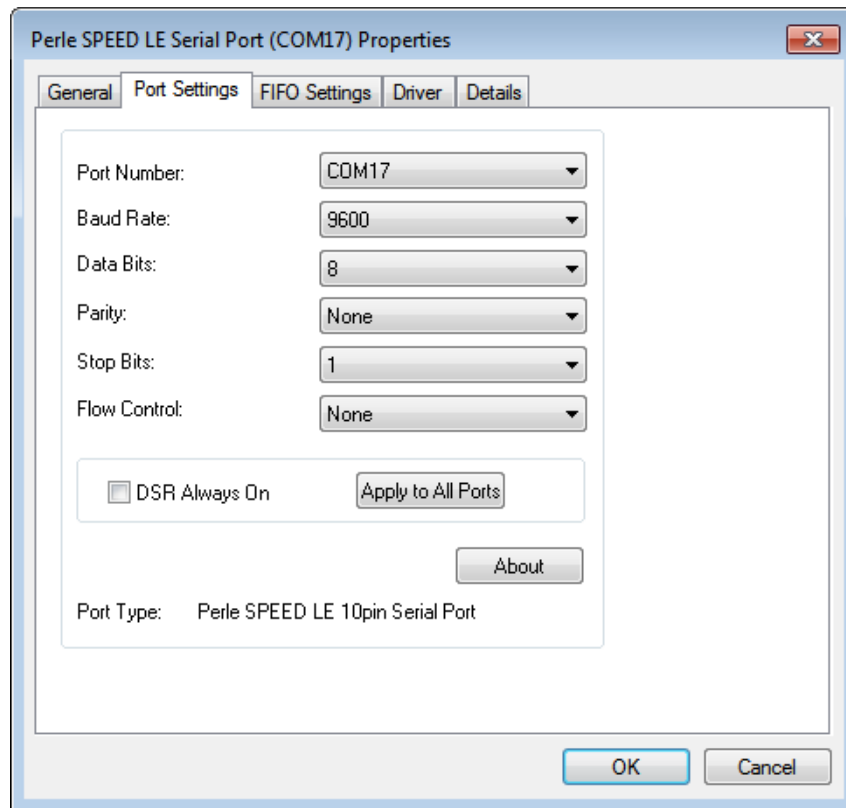 Perle SPEED LE Serial Port (COM17) Properties
General Port Settings FIFO Settings Driver Details
Port Number: COM17
Baud Rate: 9600
Data Bits: 8
Parity: None
Stop Bits: 1
Flow Control: None
DSR Always On Apply to All Ports
About
Port Type: Perle SPEED LE 10pin Serial Port
OK Cancel